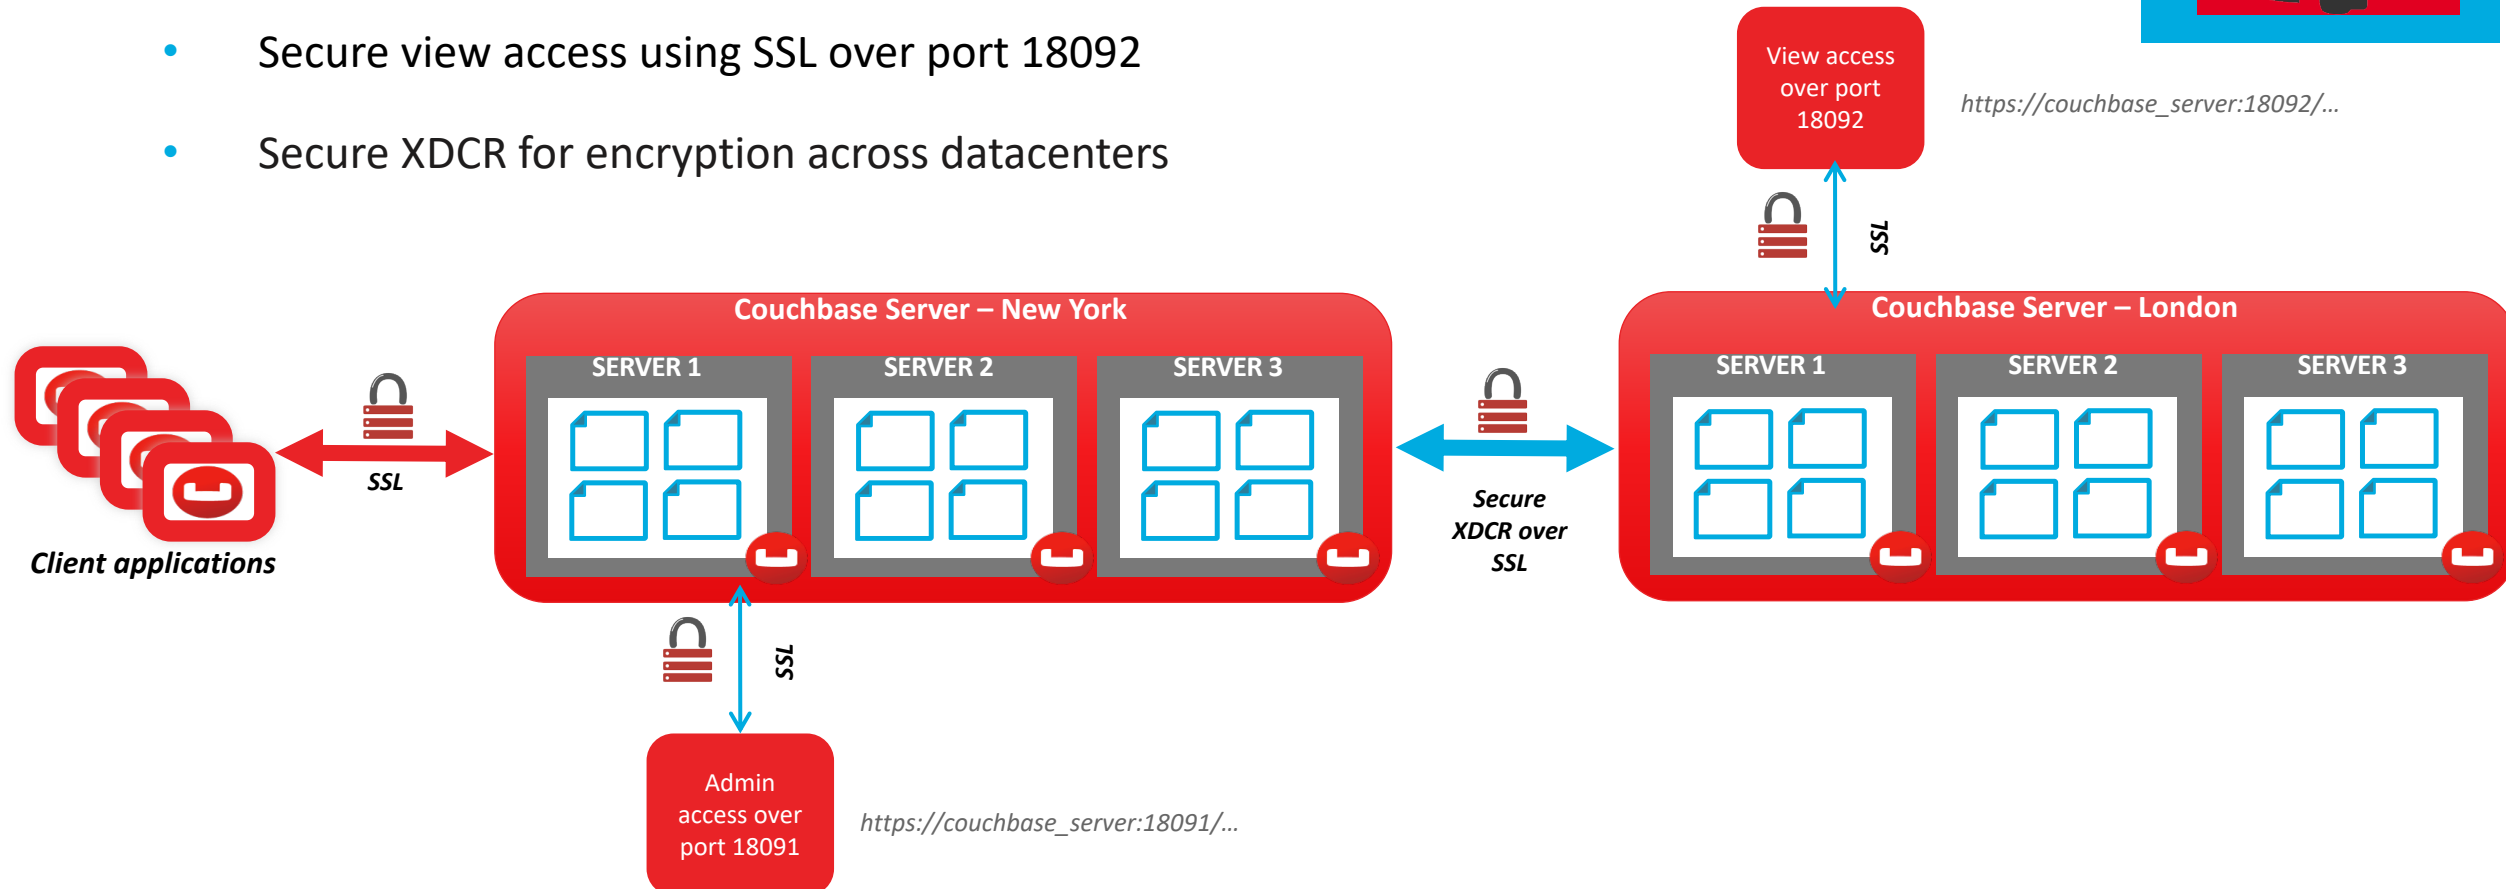 • Secure view access using SSL over port 18092
• Secure XDCR for encryption across datacenters
View access
over port
18092
https://couchbase_server:18092/…
SSL
Couchbase Server – New York
SERVER 1
SERVER 2
SERVER 3
Couchbase Server – London
SERVER 1
SERVER 2
SERVER 3
SSL
Client applications
Secure
XDCR over
SSL
SSL
Admin
access over
port 18091
https://couchbase_server:18091/…